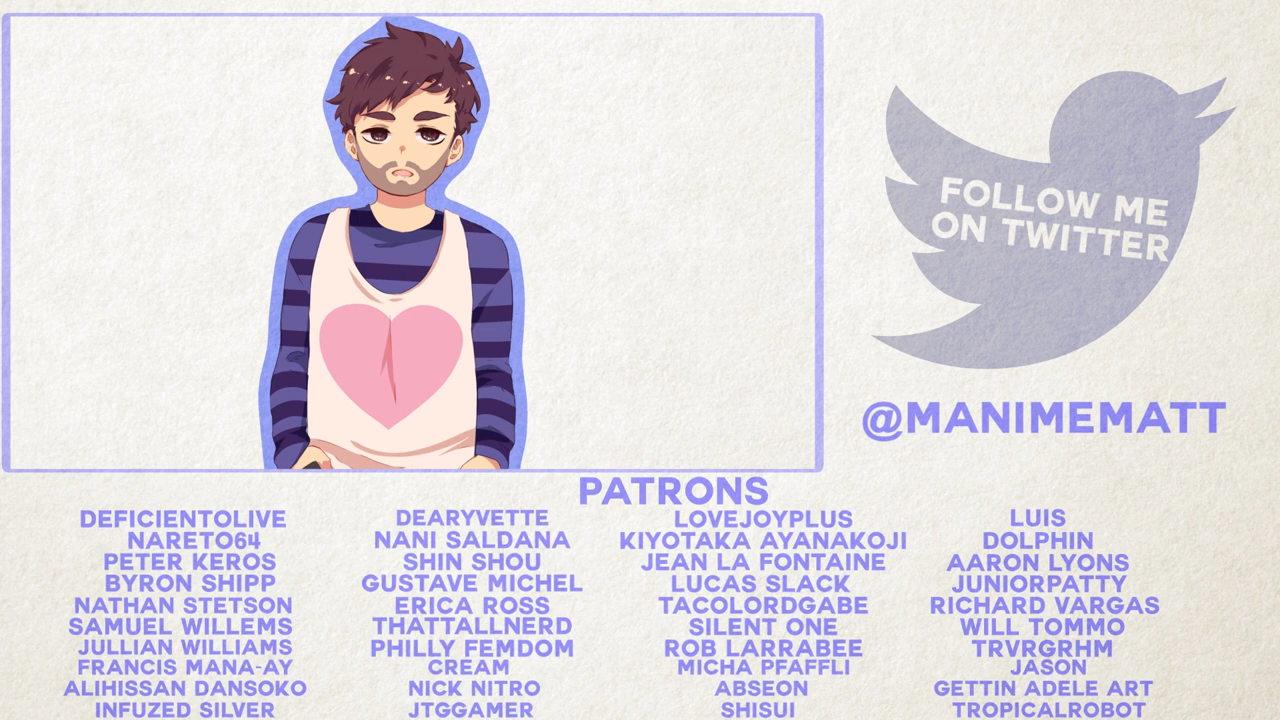 FOLLOW ME
ON TWITTER
@MANIMEMATT
PATRONS
DEFICIENTOLIVE
NARETO64
PETER KEROS
BYRON SHIPP
NATHAN STETSON
SAMUEL WILLEMS
JULLIAN WILLIAMS
FRANCIS MANA-AY
ALIHISSAN DANSOKO
INFUZED SILVER
DEARYVETTE
NANI SALDANA
SHIN SHOU
GUSTAVE MICHEL
ERICA ROSS
THATTALLNERD
PHILLY FEMDOM
CREAM
NICK NITRO
JTGGAMER
LOVEJOYPLUS
KIYOTAKA AYANAKOJI
JEAN LA FONTAINE
LUCAS SLACK
TACOLORDGABE
SILENT ONE
ROB LARRABEE
MICHA PFAFFLI
ABSEON
SHISUI
LUIS
DOLPHIN
AARON LYONS
JUNIORPATTY
RICHARD VARGAS
WILL TOMMO
TRVRGRHM
JASON
GETTIN ADELE ART
TROPICALROBOT